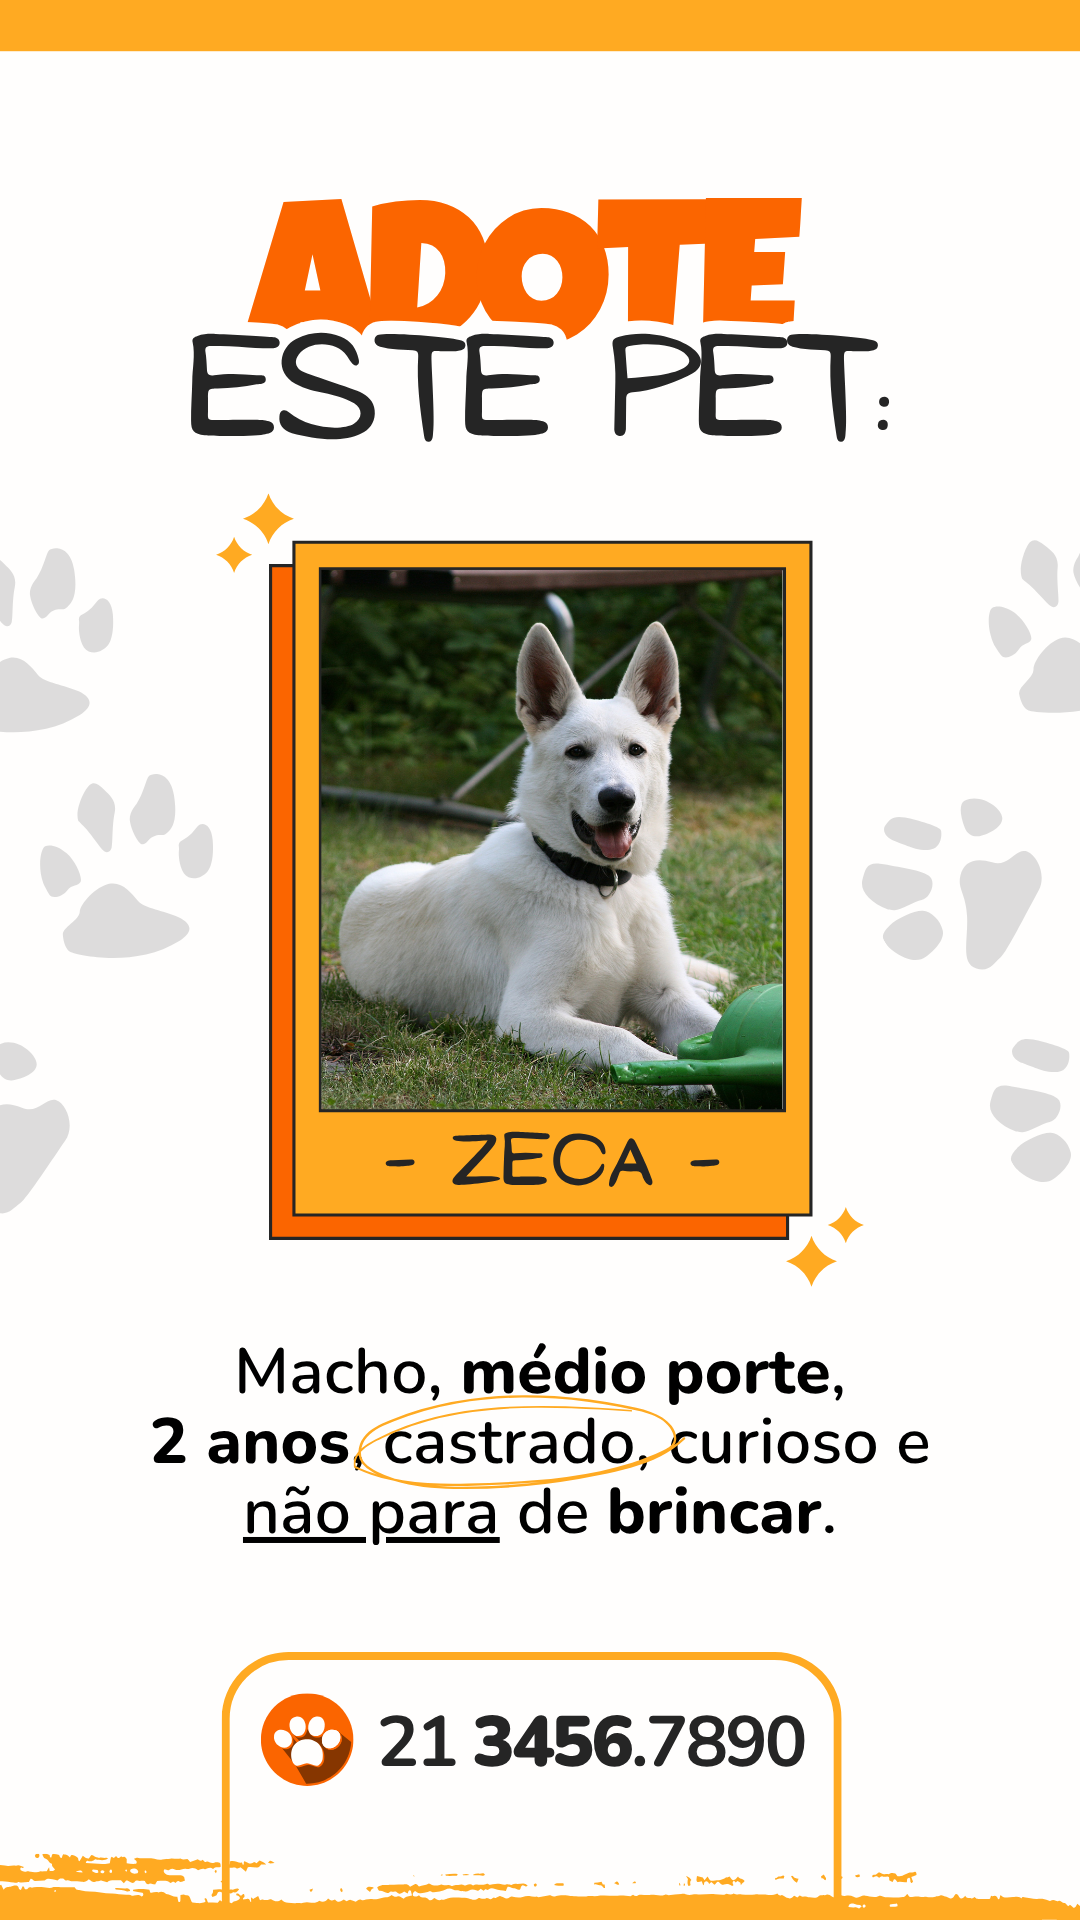 ADOTE
ESTE PET:
- ZECA -
Macho, médio porte,
2 anos, castrado, curioso e
não para de brincar.
21 3456.7890